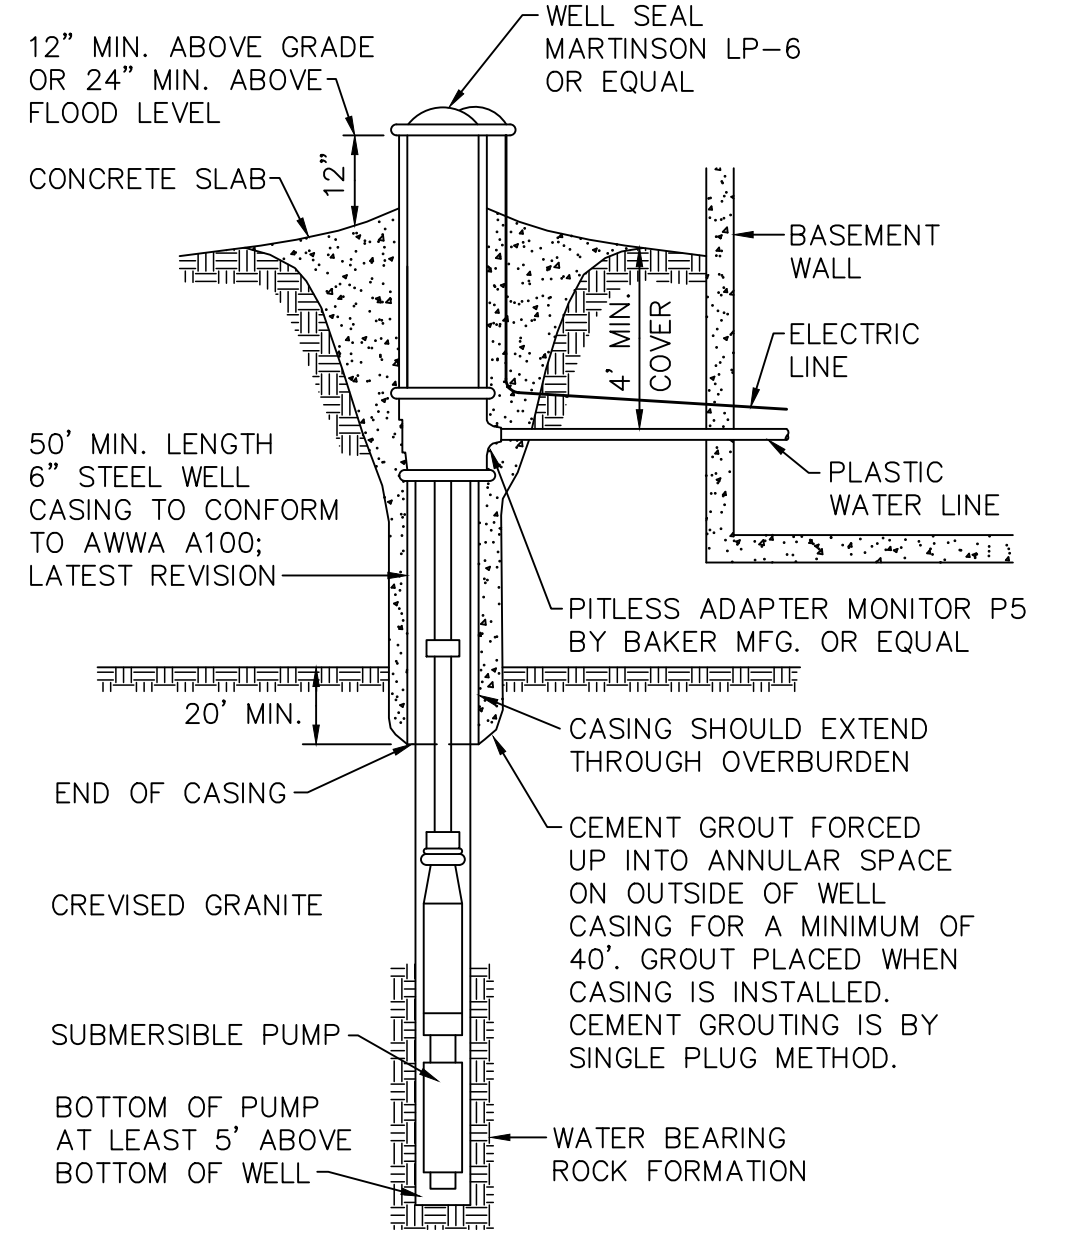 WELL SEAL
MARTINSON LP-6
OR EQUAL
12" MIN. ABOVE GRADE
OR 24" MIN. ABOVE
FLOOD LEVEL
12"
CONCRETE SLAB
BASEMENT
WALL
4' MIN.
COVER
ELECTRIC
LINE
50' MIN. LENGTH
6" STEEL WELL
CASING TO CONFORM
TO AWWA A100;
LATEST REVISION
PLASTIC
WATER LINE
PITLESS ADAPTER MONITOR P5
BY BAKER MFG. OR EQUAL
20' MIN.
CASING SHOULD EXTEND
THROUGH OVERBURDEN
END OF CASING
CEMENT GROUT FORCED
UP INTO ANNULAR SPACE
ON OUTSIDE OF WELL
CASING FOR A MINIMUM OF
40'. GROUT PLACED WHEN
CASING IS INSTALLED.
CEMENT GROUTING IS BY
SINGLE PLUG METHOD.
CREVISED GRANITE
SUBMERSIBLE PUMP
BOTTOM OF PUMP
AT LEAST 5' ABOVE
BOTTOM OF WELL
WATER BEARING
ROCK FORMATION